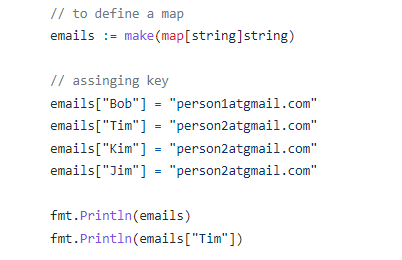 // to define a map
emails := make(map[string]string)
// assinging key
emails["Bob"] = "person1atgmail.com"
emails["Tim"] = "person2atgmail.com"
emails["Kim"] = "person2atgmail.com"
emails["Jim"] = "person2atgmail.com"
fmt.Println(emails)
fmt.Println(emails["Tim"])